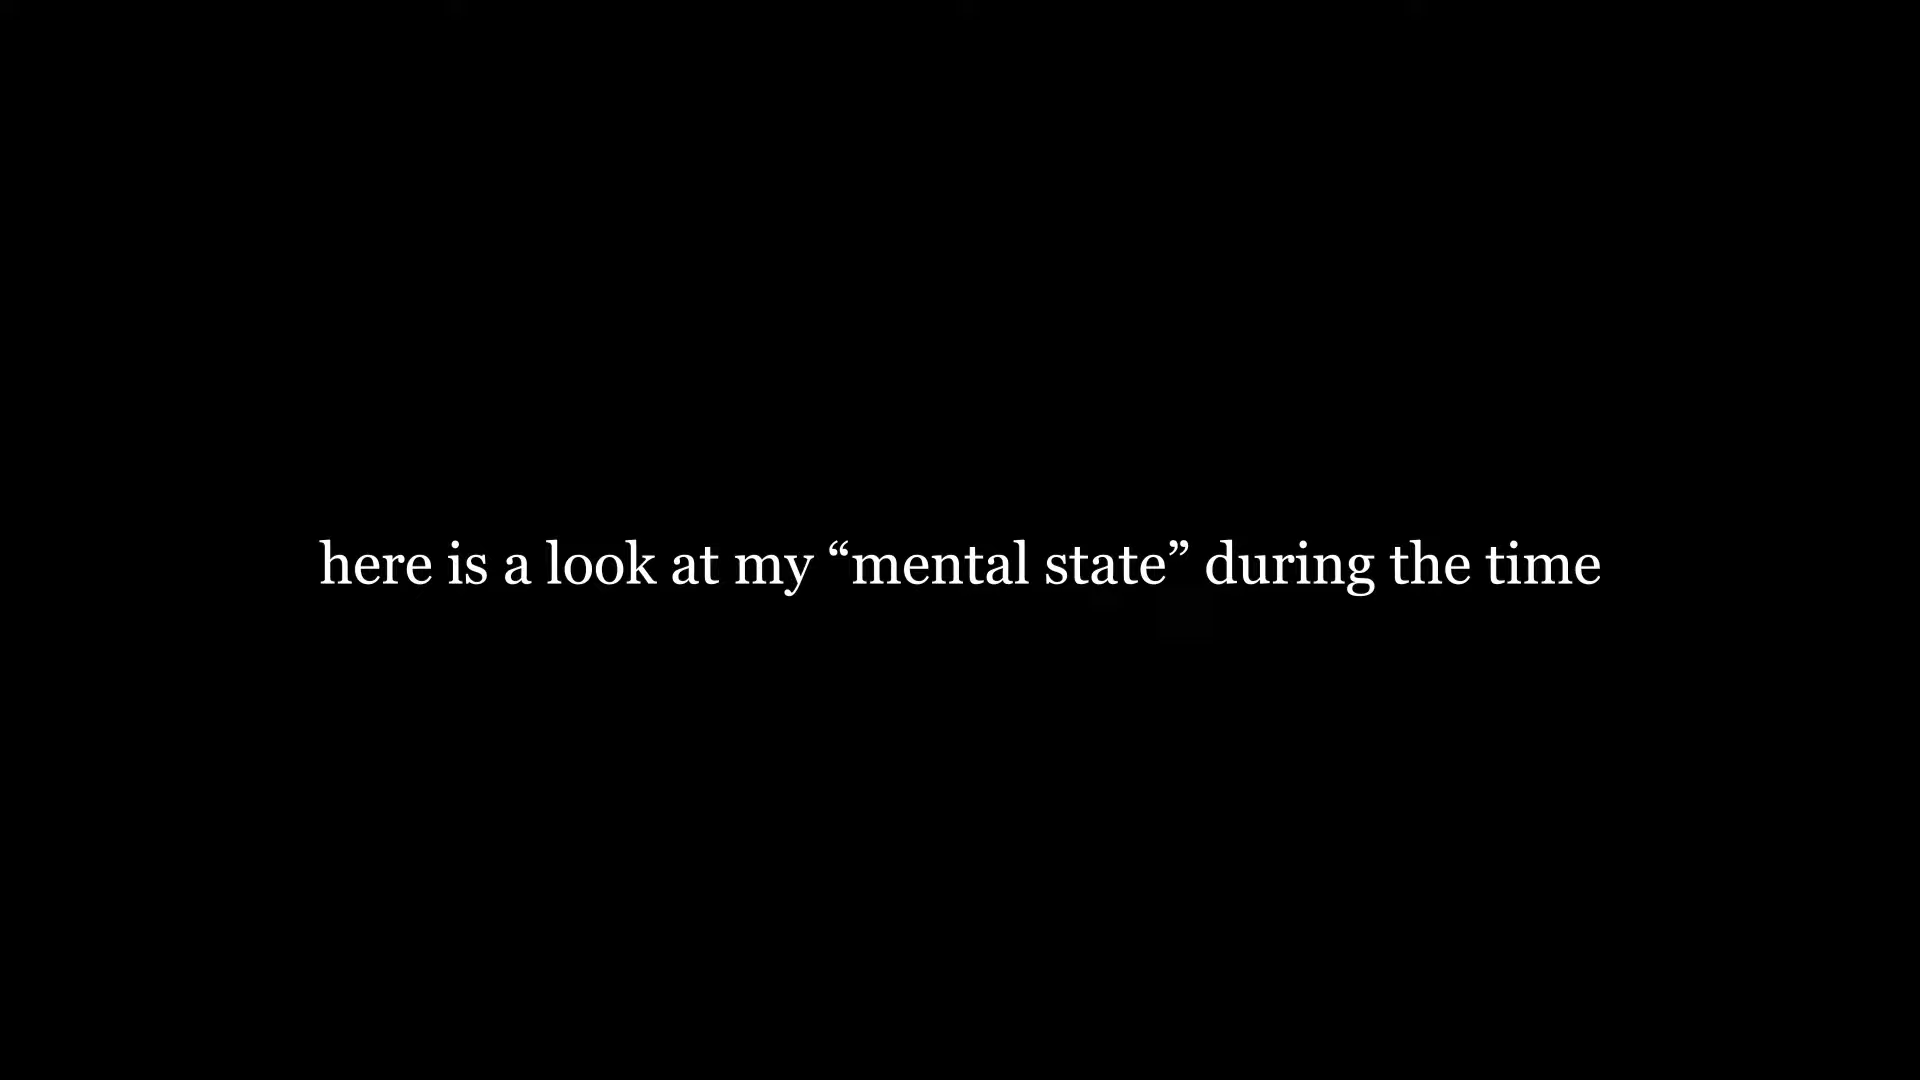 here is a look at my “mental state” during the time